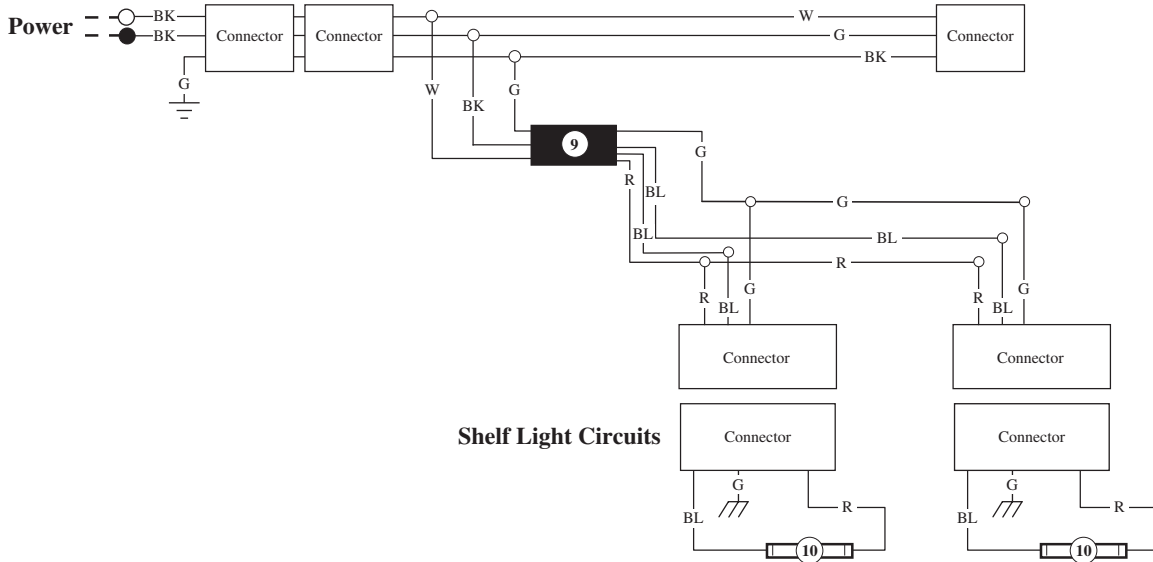 Power
BK
BK
G
Connector
Connector
W
G
BK
Connector
W
BK
G
9
G
R
BL
BL
G
BL
R
R
BL
G
R
BL
G
Connector
Connector
Shelf Light Circuits
Connector
Connector
G
G
BL
R
BL
R
10
10